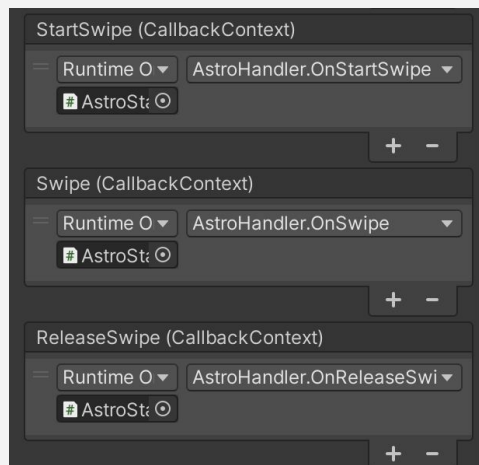 StartSwipe (CallbackContext)
Runtime O AstroHandler.OnStartSwipe
# AstroSta
+ −
Swipe (CallbackContext)
Runtime O AstroHandler.OnSwipe
# AstroSta
+ −
ReleaseSwipe (CallbackContext)
Runtime O AstroHandler.OnReleaseSwi
# AstroSta
+ −